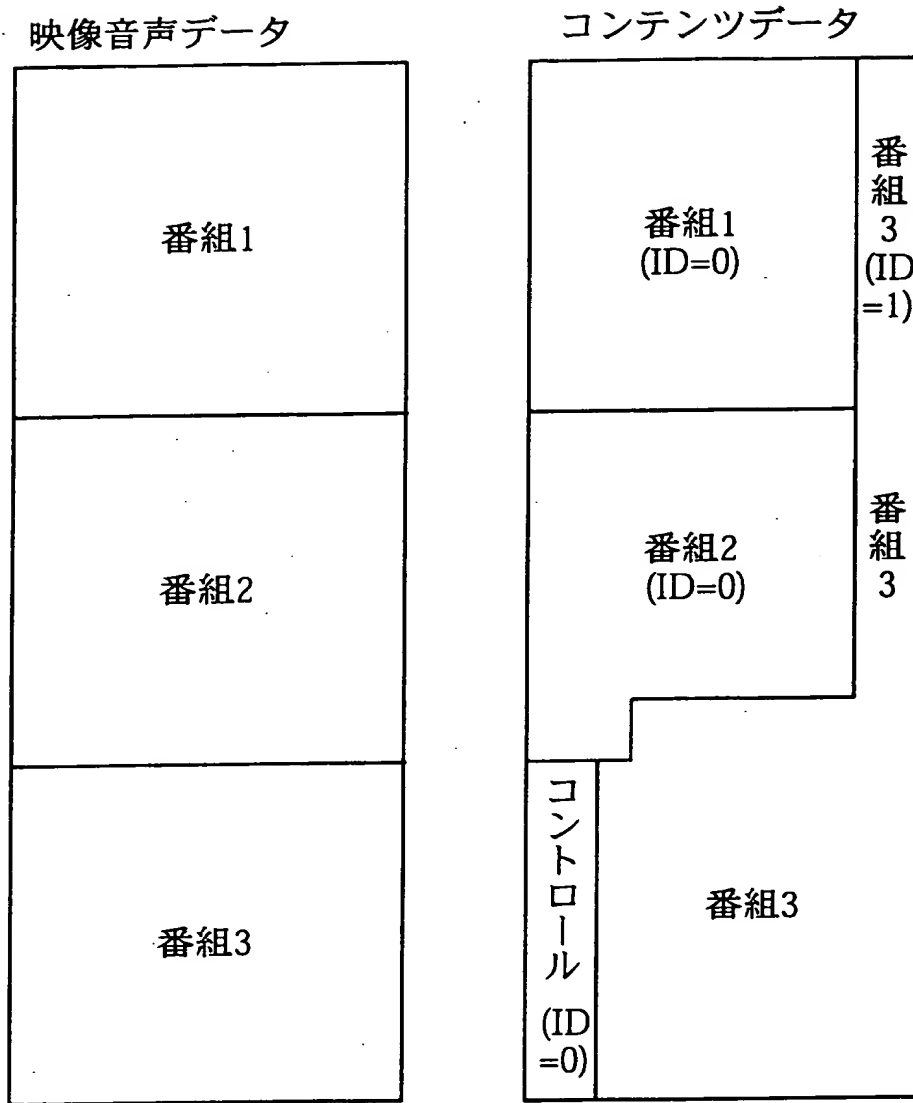 映像音声データ
番組1
番組2
番組3
コンテンツデータ
番組1
(ID=0)
番組3
(ID
=1)
番組2
(ID=0)
番組3
コントロール
(ID
=0)
番組3